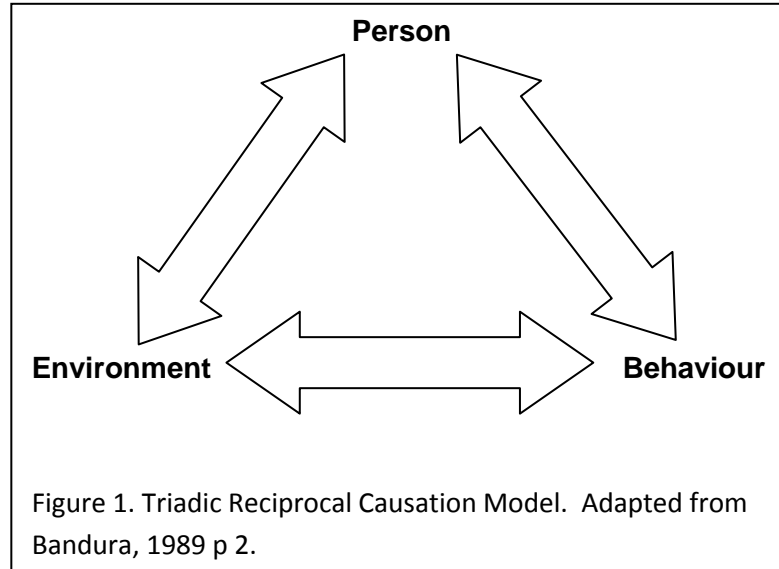 Person
Environment
Behaviour
Figure 1. Triadic Reciprocal Causation Model.  Adapted from
Bandura, 1989 p 2.